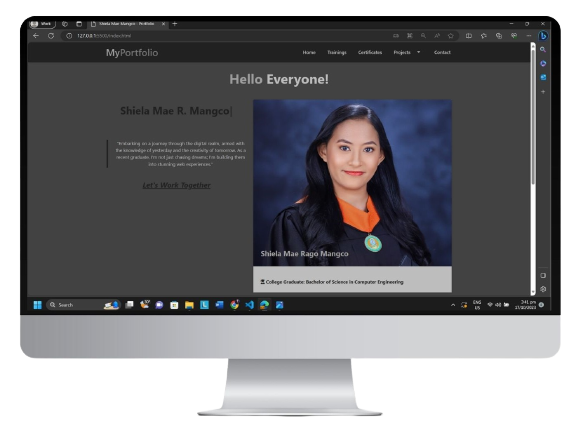 Work
Shiela Mae Mangco - Portfolio
127.0.0.1:5500/index.html
MyPortfolio
Home Trainings Certificates Projects Contact
Hello Everyone!
Shiela Mae R. Mangco|
"Embarking on a journey through the digital realm, armed with
the knowledge of yesterday and the creativity of tomorrow. As a
recent graduate, I'm not just chasing dreams; I'm building them
into stunning web experiences."
Let's Work Together
Shiela Mae Rago Mangco
College Graduate: Bachelor of Science in Computer Engineering
Search
ENG
US
3:41 pm